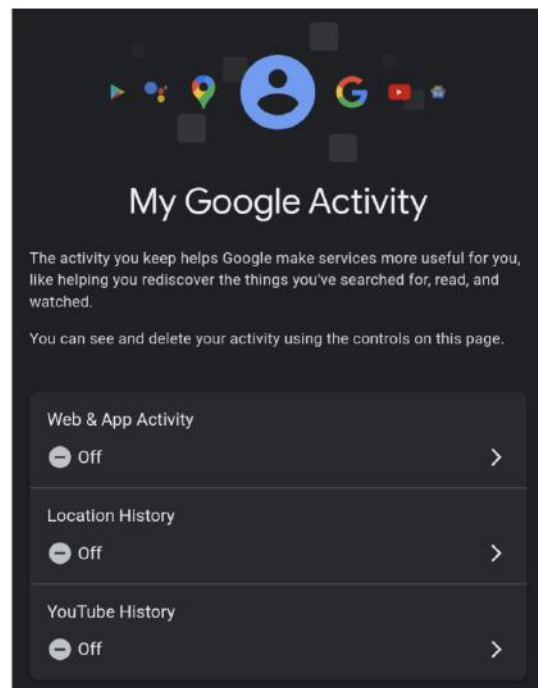 My Google Activity
The activity you keep helps Google make services more useful for you,
like helping you rediscover the things you've searched for, read, and
watched.
You can see and delete your activity using the controls on this page.
Web & App Activity
Off
Location History
Off
YouTube History
Off